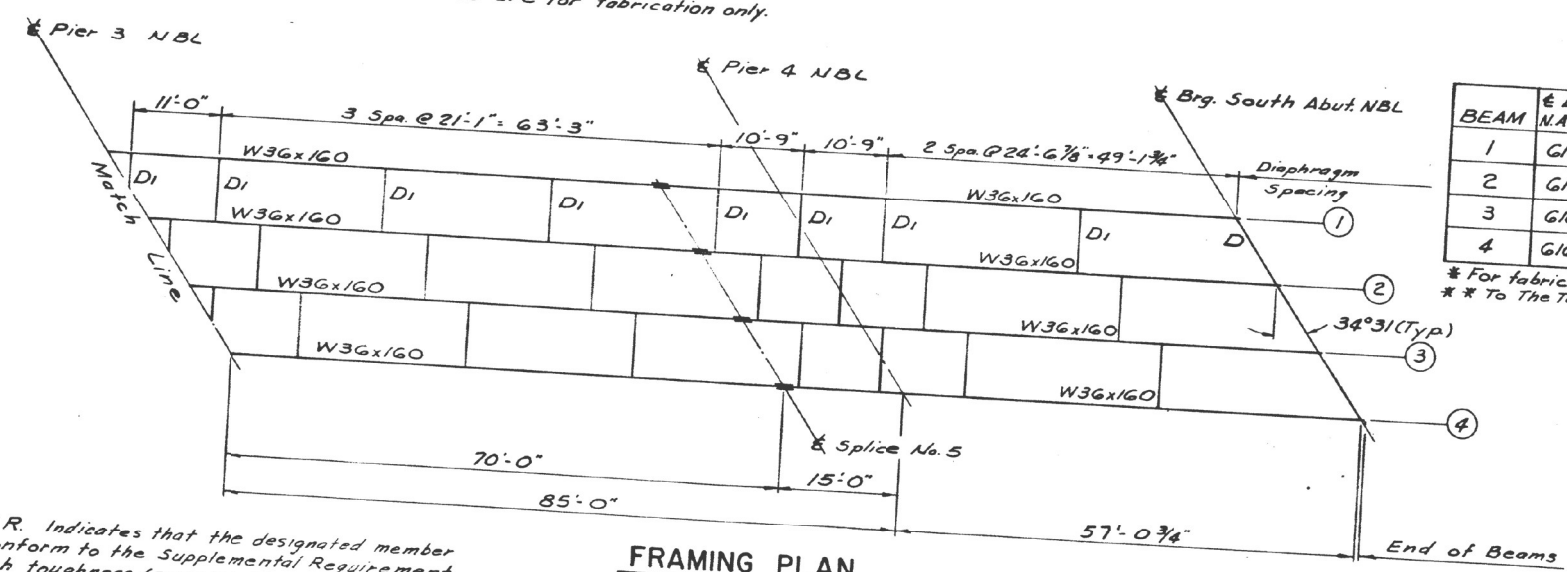 for fabrication only.
℄ Pier 3 NBL
℄ Pier 4 NBL
℄ Brg. South Abut. NBL
11'-0"
3 Spa. @ 21'-1" = 63'-3"
10'-9"
10'-9"
2 Spa. @ 24'-6 7/8" = 49'-1 3/4"
Diaphragm
Spacing
Match Line
W36x160
W36x160
D1
D1
D1
D1
D1
D1
D1
D1
D
1
W36x160
W36x160
2
W36x160
W36x160
34°31' (Typ.)
3
W36x160
W36x160
4
℄ Splice No. 5
70'-0"
15'-0"
85'-0"
57'-0 3/4"
End of Beams
FRAMING PLAN
BEAM
1
2
3
4
* For fabric
** To The T
R. Indicates that the designated member
nform to the Supplemental Requirement